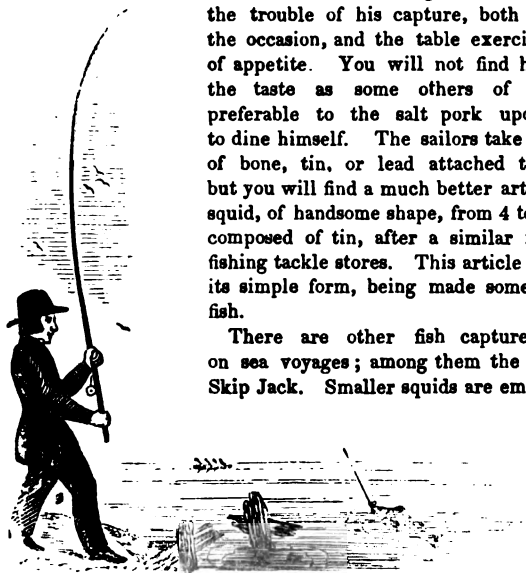 the trouble of his capture, both
the occasion, and the table exerci
of appetite. You will not find h
the taste as some others of
preferable to the salt pork upo
to dine himself. The sailors take
of bone, tin, or lead attached t
but you will find a much better art
squid, of handsome shape, from 4 to
composed of tin, after a similar
fishing tackle stores. This article
its simple form, being made some
fish.
There are other fish capture
on sea voyages; among them the
Skip Jack. Smaller squids are em